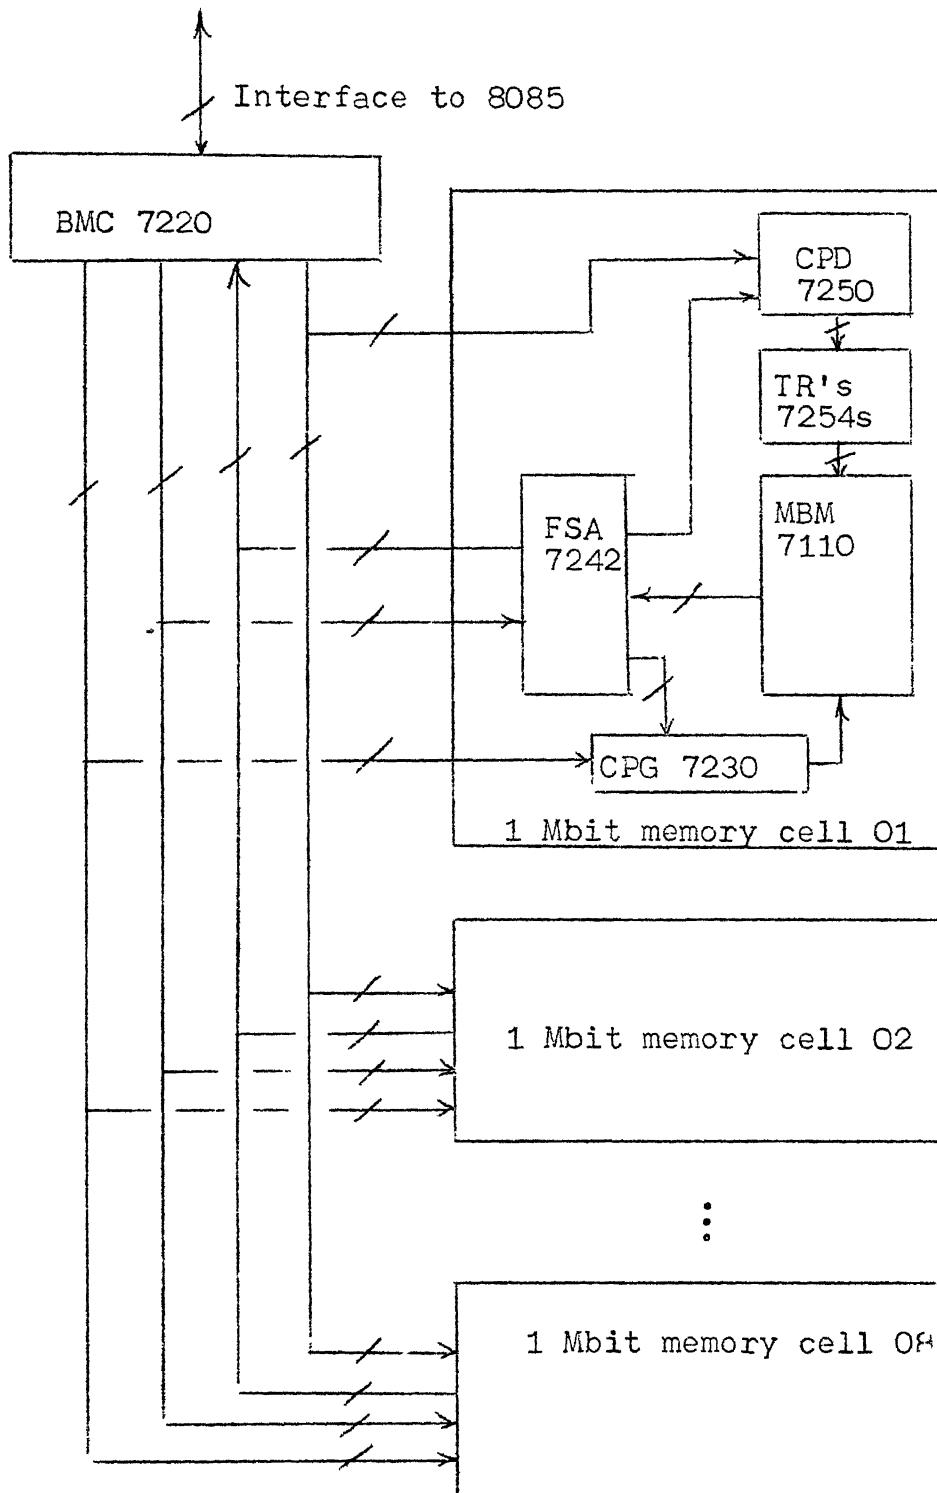 Interface to 8085
BMC 7220
CPD
7250
TR's
7254s
FSA
7242
MBM
7110
CPG 7230
1 Mbit memory cell 01
1 Mbit memory cell 02
1 Mbit memory cell 08